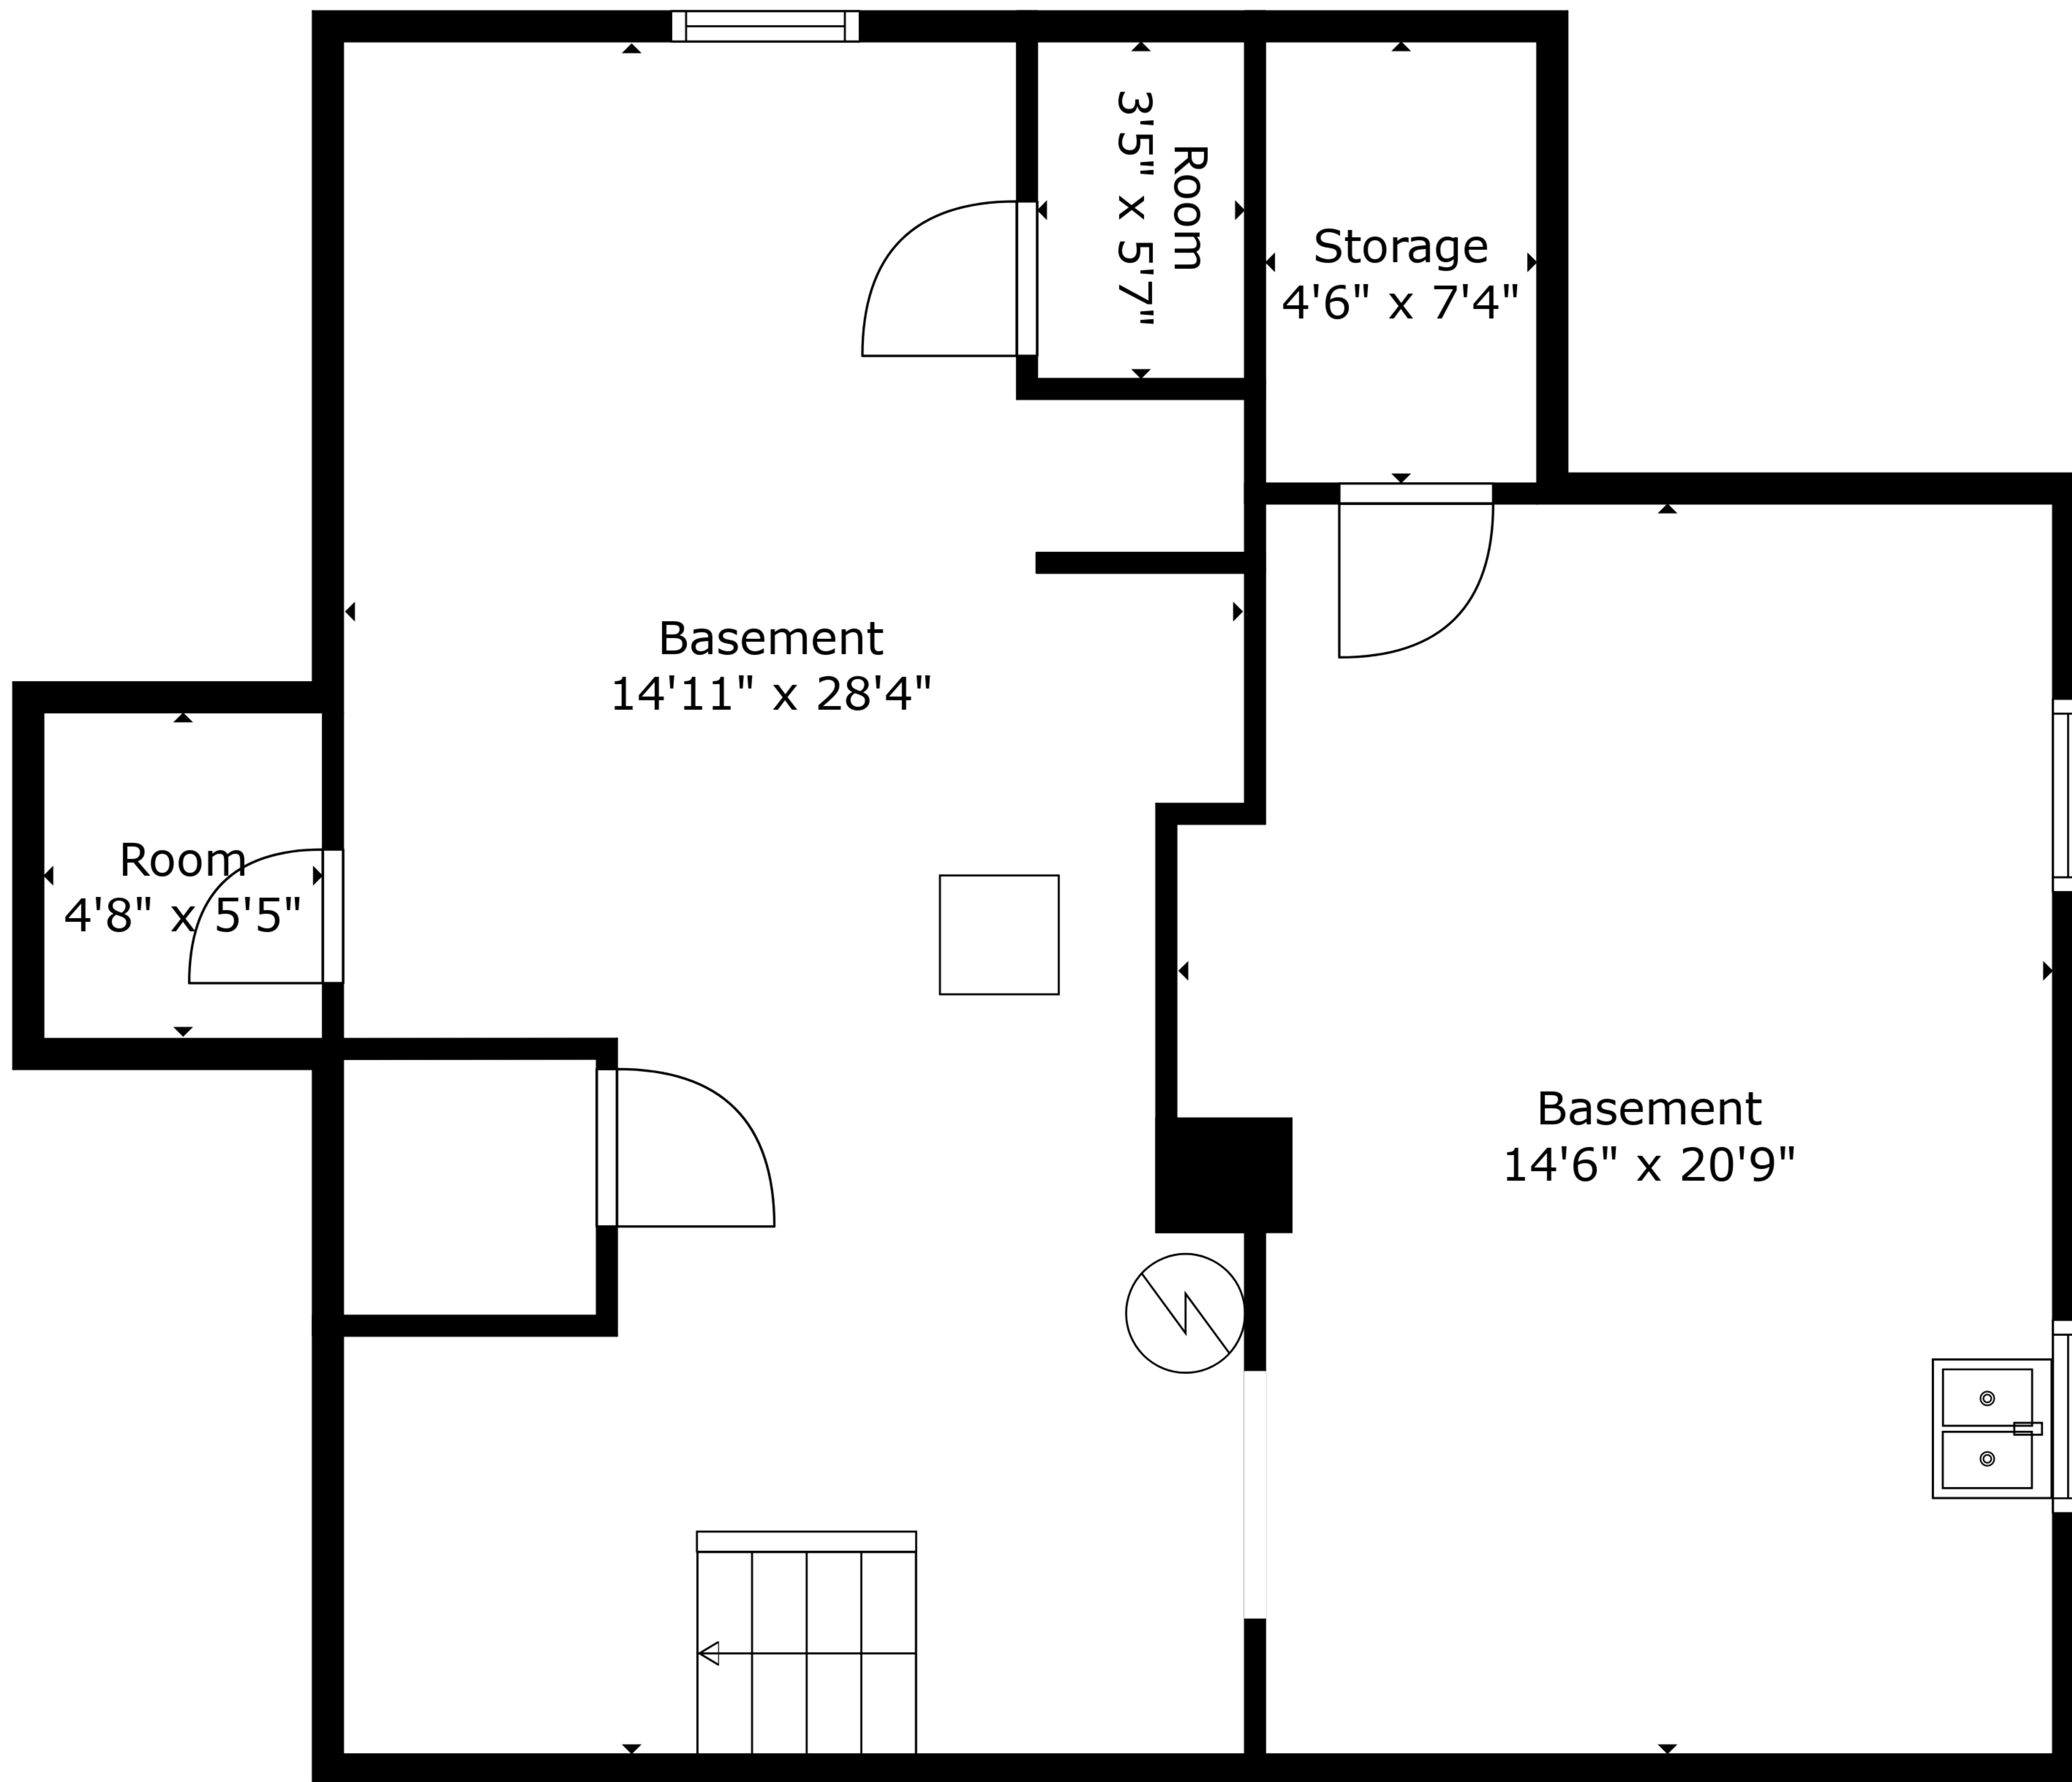 Room
3'5" x 5'7"
Storage
4'6" x 7'4"
Basement
14'11" x 28'4"
Room
4'8" x 5'5"
Basement
14'6" x 20'9"